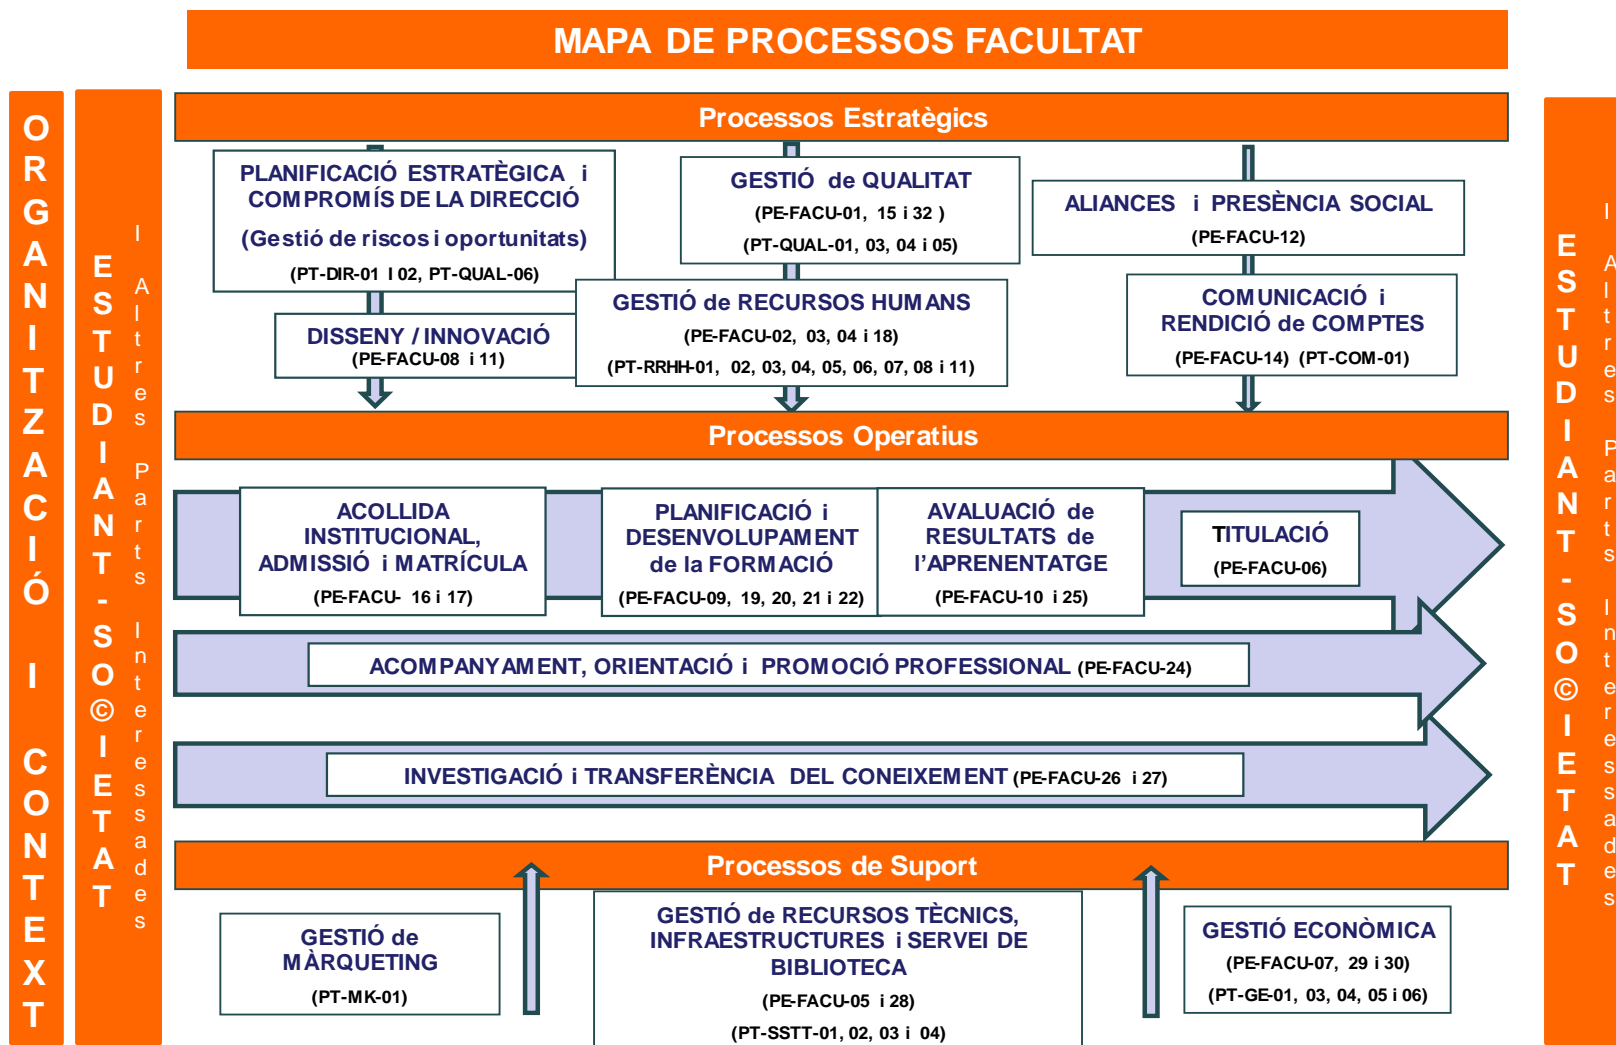 MAPA DE PROCESSOS FACULTAT
ORGANITZACIÓ I CONTEXT
ESTUDIANT-SO©IETAT
I Altres Parts Interessades
Processos Estratègics
PLANIFICACIÓ ESTRATÈGICA i
COMPROMÍS DE LA DIRECCIÓ
(Gestió de riscos i oportunitats)
(PT-DIR-01 I 02, PT-QUAL-06)
DISSENY / INNOVACIÓ
(PE-FACU-08 i 11)
GESTIÓ de QUALITAT
(PE-FACU-01, 15 i 32 )
(PT-QUAL-01, 03, 04 i 05)
GESTIÓ de RECURSOS HUMANS
(PE-FACU-02, 03, 04 i 18)
(PT-RRHH-01, 02, 03, 04, 05, 06, 07, 08 i 11)
ALIANCES i PRESÈNCIA SOCIAL
(PE-FACU-12)
COMUNICACIÓ i
RENDICIÓ de COMPTES
(PE-FACU-14) (PT-COM-01)
Processos Operatius
ACOLLIDA
INSTITUCIONAL,
ADMISSIÓ i MATRÍCULA
(PE-FACU- 16 i 17)
PLANIFICACIÓ i
DESENVOLUPAMENT
de la FORMACIÓ
(PE-FACU-09, 19, 20, 21 i 22)
AVALUACIÓ de
RESULTATS de
l'APRENENTATGE
(PE-FACU-10 i 25)
TITULACIÓ
(PE-FACU-06)
ACOMPANYAMENT, ORIENTACIÓ i PROMOCIÓ PROFESSIONAL (PE-FACU-24)
INVESTIGACIÓ i TRANSFERÈNCIA DEL CONEIXEMENT (PE-FACU-26 i 27)
Processos de Suport
GESTIÓ de
MÀRQUETING
(PT-MK-01)
GESTIÓ de RECURSOS TÈCNICS,
INFRAESTRUCTURES i SERVEI DE
BIBLIOTECA
(PE-FACU-05 i 28)
(PT-SSTT-01, 02, 03 i 04)
GESTIÓ ECONÒMICA
(PE-FACU-07, 29 i 30)
(PT-GE-01, 03, 04, 05 i 06)
ESTUDIANT-SO©IETAT
I Altres Parts Interessades